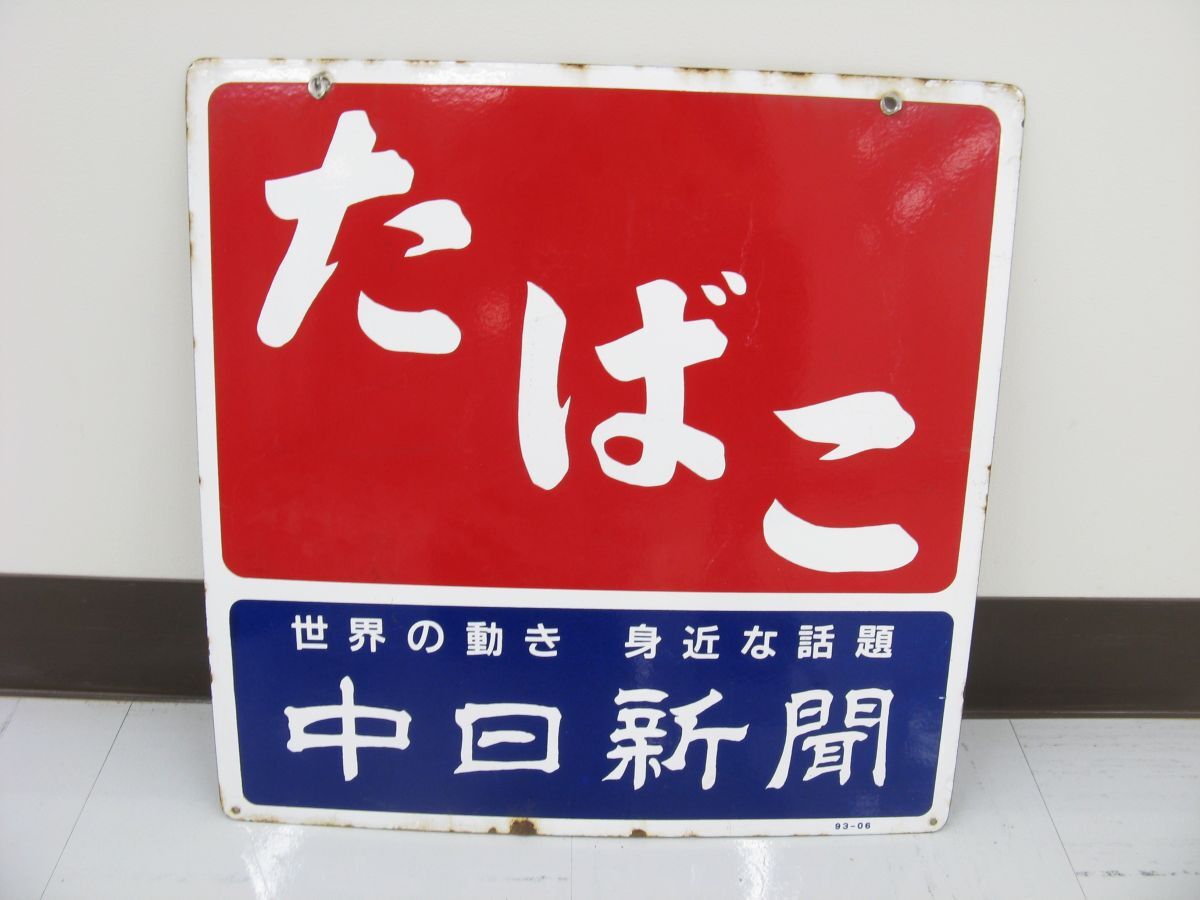 たばこ
世界の動き 身近な話題
中日新聞
93-06